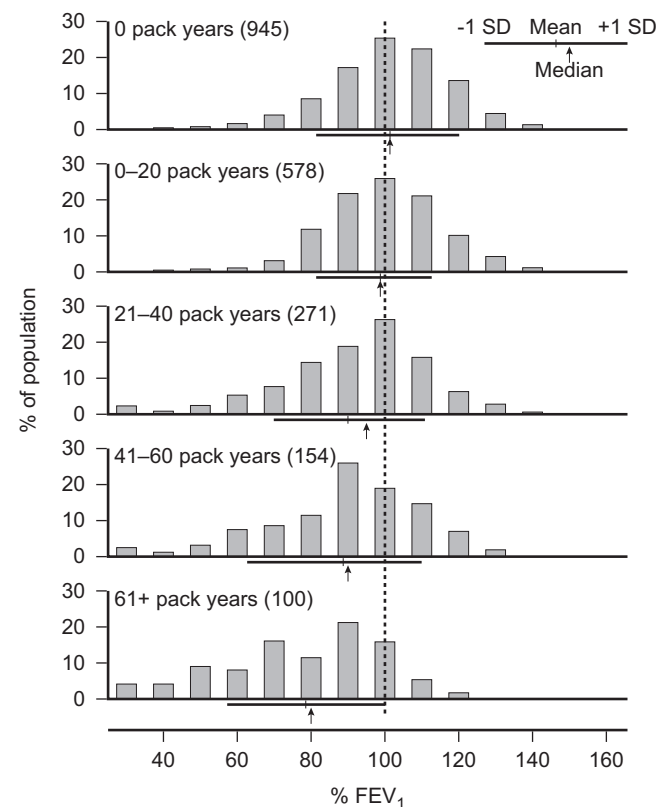 30
20
10
0
0 pack years (945)
-1 SD Mean +1 SD
Median
30
20
10
0
0–20 pack years (578)
30
20
10
0
21–40 pack years (271)
30
20
10
0
41–60 pack years (154)
30
20
10
0
61+ pack years (100)
% of population
40 60 80 100 120 140 160
% FEV₁